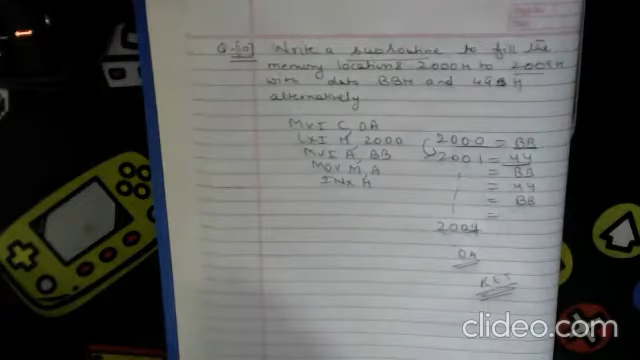 Q.10] Write a subroutine to fill the
memory locations 2000H to 2009H
with data BBH and 44H
alternatively
MVI C, 0A
LXI H, 2000
MVI A, BB
MOV M, A
INX H
2000 = BB
2001 = 44
= BB
= 44
= BB
=
2009
0A
RET
clideo.com